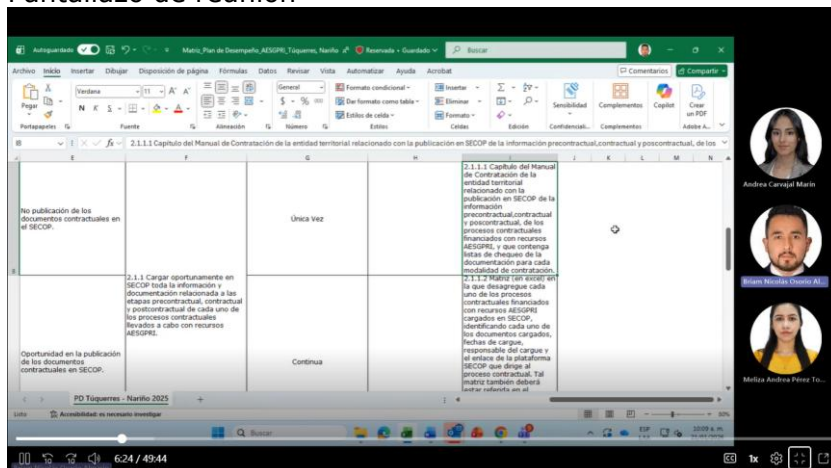 Pantallazo de reunión
Autoguardado
Matriz_Plan de Desempeño_AESGPRI_Túquerres, Nariño
Reservada • Guardado
Buscar
Archivo Inicio Insertar Dibujar Disposición de página Fórmulas Datos Revisar Vista Automatizar Ayuda Acrobat
Comentarios
Compartir
Pegar
Verdana
11
N K S
General
$ % 000
Formato condicional
Dar formato como tabla
Estilos de celda
Insertar
Eliminar
Formato
Sensibilidad
Complementos
Copilot
Crear un PDF
Portapapeles
Fuente
Alineación
Número
Estilos
Celdas
Edición
Confidenciali...
Complementos
Adobe A...
fx
2.1.1.1 Capítulo del Manual de Contratación de la entidad territorial relacionado con la publicación en SECOP de la información precontractual,contractual y poscontractual, de los
E F G H I J K L M N
No publicación de los
documentos contractuales en
el SECOP.
Única Vez
2.1.1.1 Capítulo del Manual
de Contratación de la
entidad territorial
relacionado con la
publicación en SECOP de la
información
precontractual,contractual
y poscontractual, de los
procesos contractuales
financiados con recursos
AESGPRI, y que contenga
listas de chequeo de la
documentación para cada
modalidad de contratación.
2.1.1 Cargar oportunamente en
SECOP toda la información y
documentación relacionada a las
etapas precontractual, contractual
y postcontractual de cada uno de
los procesos contractuales
llevados a cabo con recursos
AESGPRI.
Oportunidad en la publicación
de los documentos
contractuales en SECOP.
Continua
2.1.1.2 Matriz (en excel) en
la que desagregue cada
uno de los procesos
contractuales financiados
con recursos AESGPRI
cargados en SECOP,
identificando cada uno de
los documentos cargados,
fechas de cargue,
responsable del cargue y
el enlace de la plataforma
SECOP que dirige al
proceso contractual. Tal
matriz también deberá
estar referida en el
PD Túquerres - Nariño 2025
Listo
Accesibilidad: es necesario investigar
80%
Buscar
ESP
Andrea Carvajal Marín
Briam Nicolás Osorio Al...
Meliza Andrea Pérez To...
6:24 / 49:44
1x